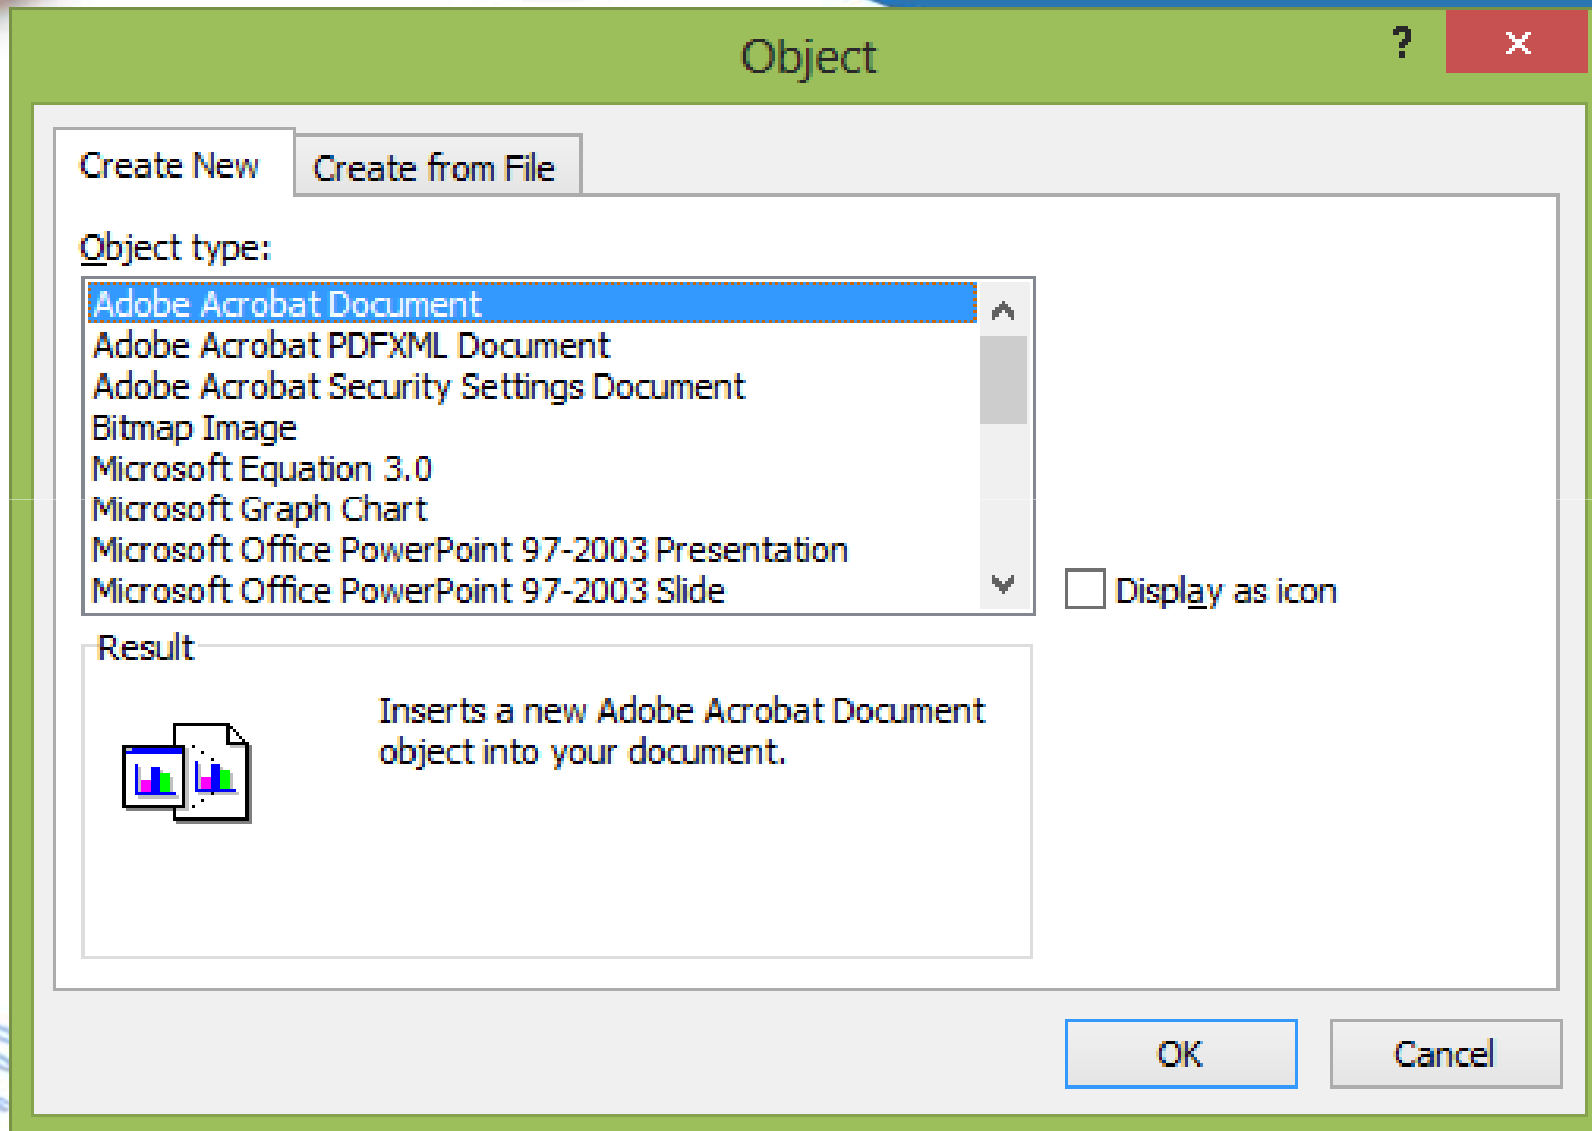 Object
?
Create New
Create from File
Object type:
Adobe Acrobat Document
Adobe Acrobat PDFXML Document
Adobe Acrobat Security Settings Document
Bitmap Image
Microsoft Equation 3.0
Microsoft Graph Chart
Microsoft Office PowerPoint 97-2003 Presentation
Microsoft Office PowerPoint 97-2003 Slide
Display as icon
Result
Inserts a new Adobe Acrobat Document
object into your document.
OK
Cancel